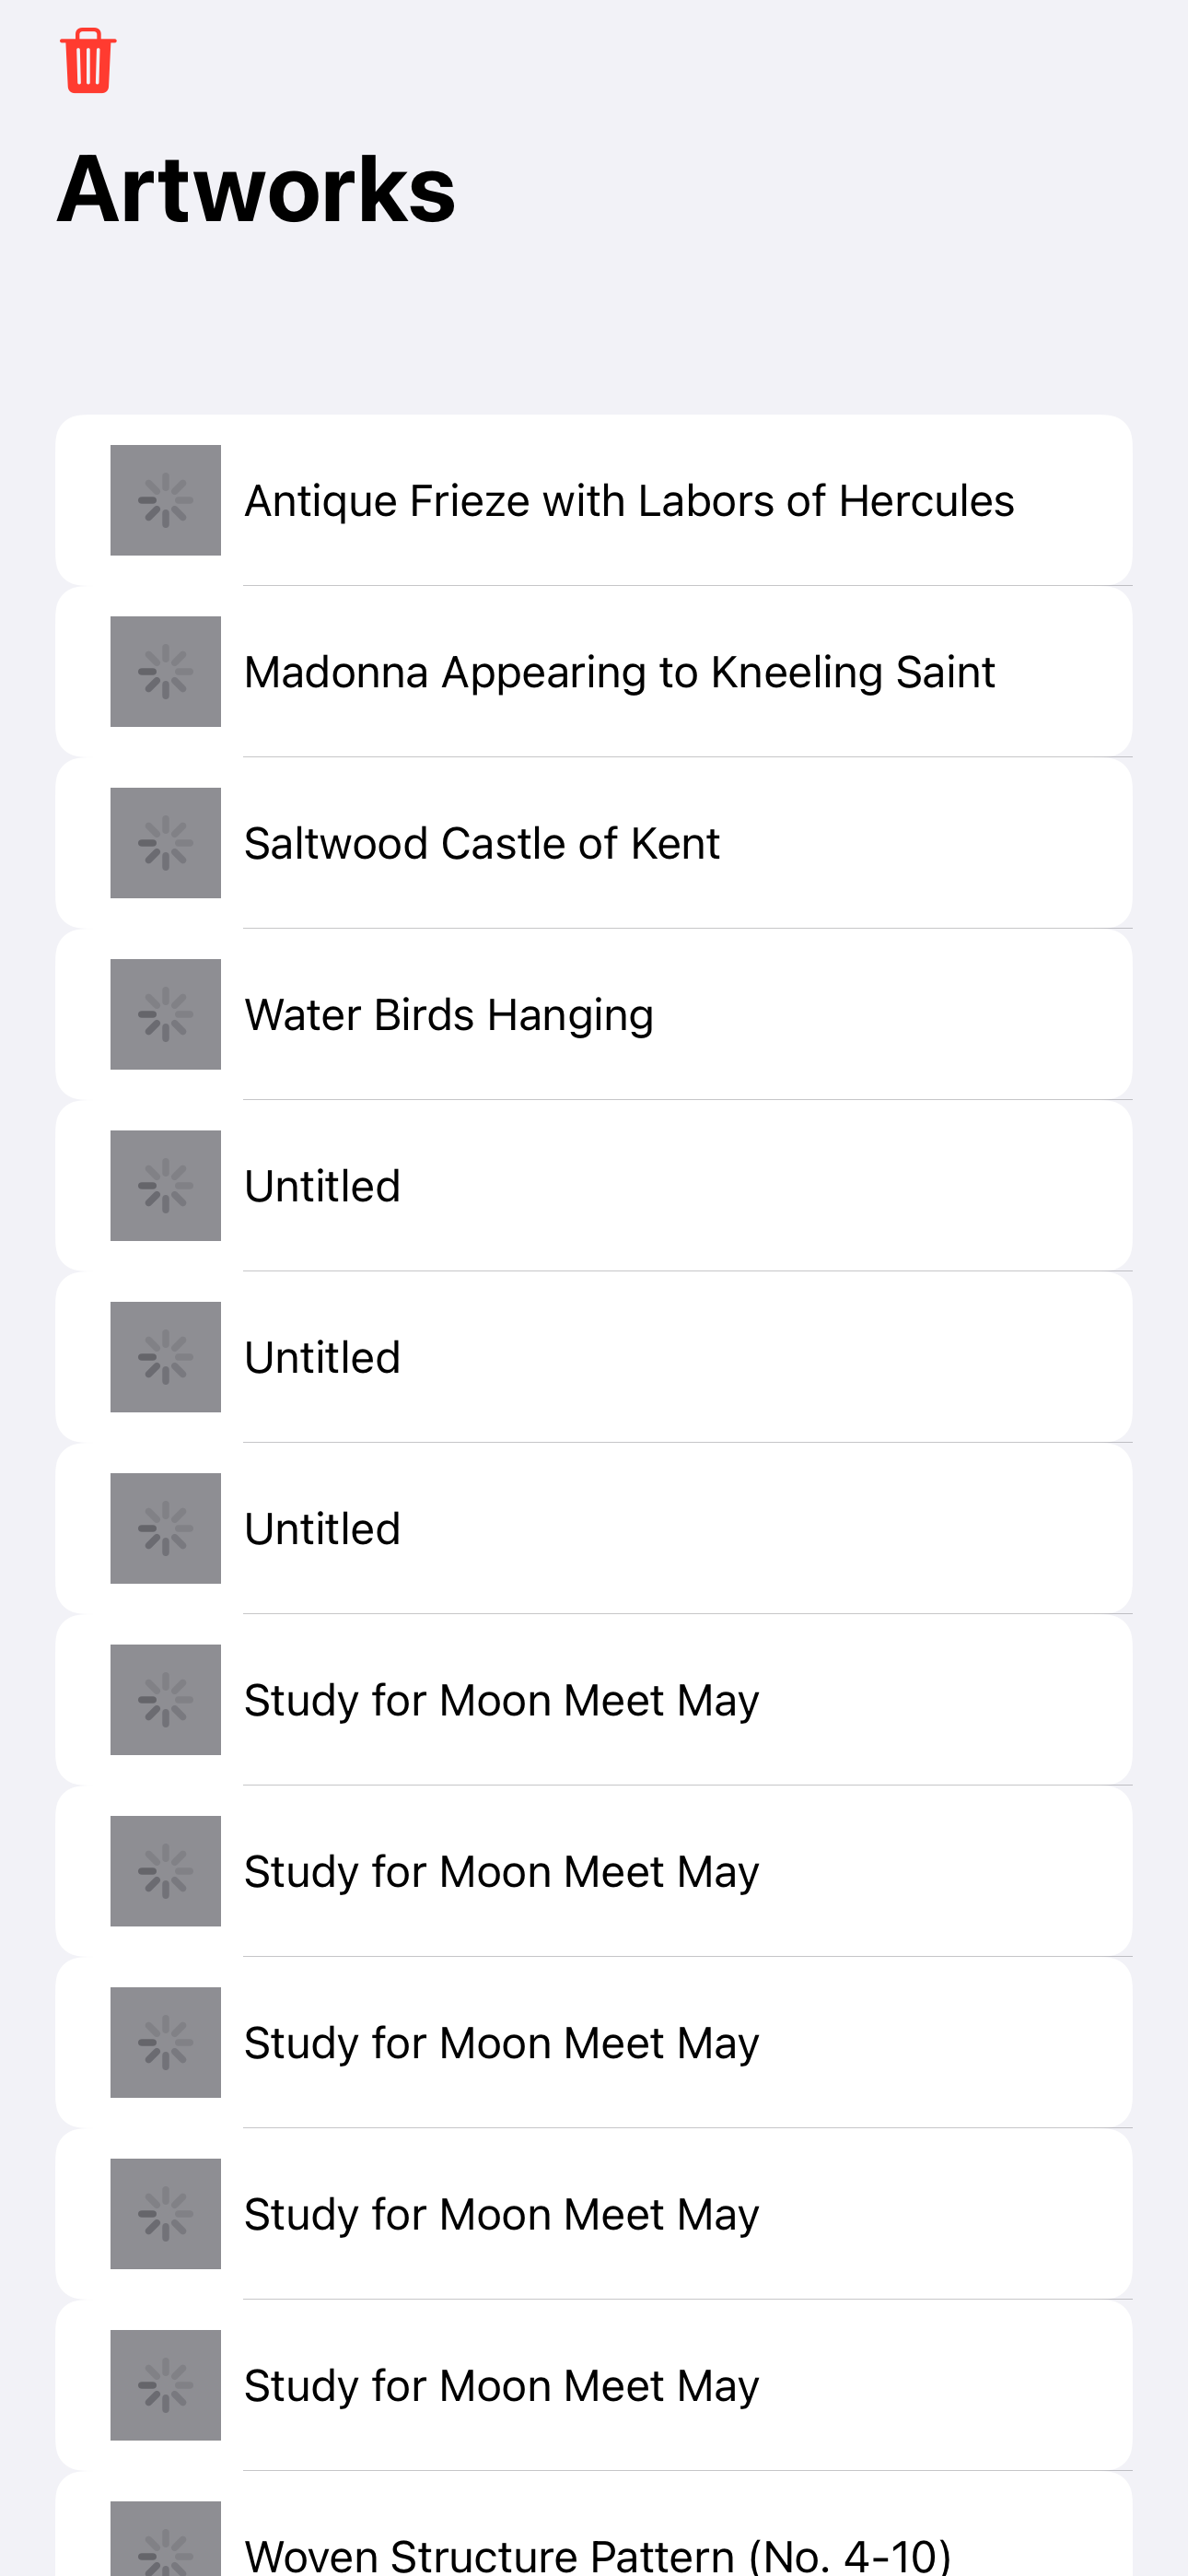 Artworks
Antique Frieze with Labors of Hercules
Madonna Appearing to Kneeling Saint
Saltwood Castle of Kent
Water Birds Hanging
Untitled
Untitled
Untitled
Study for Moon Meet May
Study for Moon Meet May
Study for Moon Meet May
Study for Moon Meet May
Study for Moon Meet May
Woven Structure Pattern (No. 4-10)